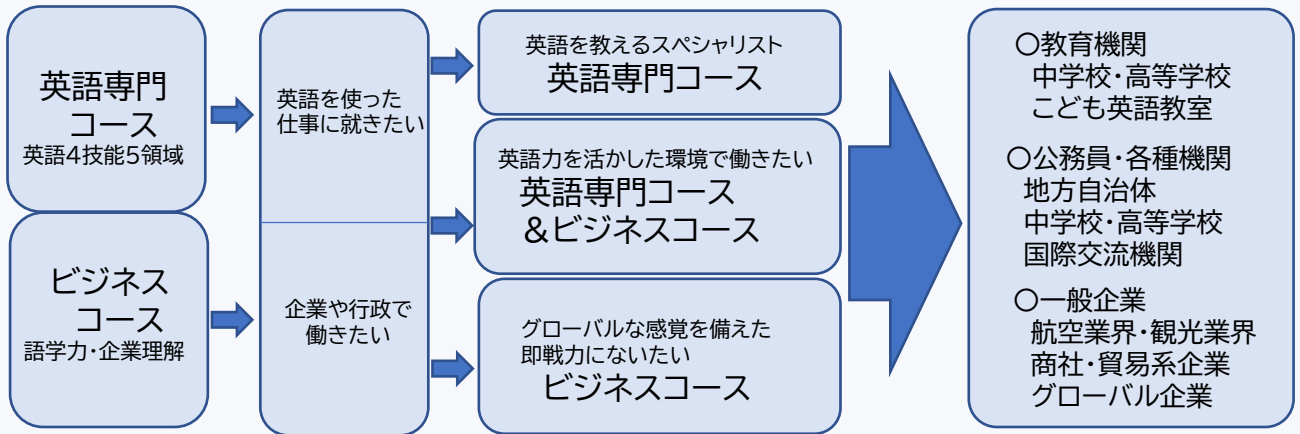 英語専門
コース
英語4技能5領域
ビジネス
コース
語学力・企業理解
英語を使った
仕事に就きたい
企業や行政で
働きたい
英語を教えるスペシャリスト
英語専門コース
英語力を活かした環境で働きたい
英語専門コース
&ビジネスコース
グローバルな感覚を備えた
即戦力にないたい
ビジネスコース
〇教育機関
中学校・高等学校
こども英語教室
〇公務員・各種機関
地方自治体
中学校・高等学校
国際交流機関
〇一般企業
航空業界・観光業界
商社・貿易系企業
グローバル企業